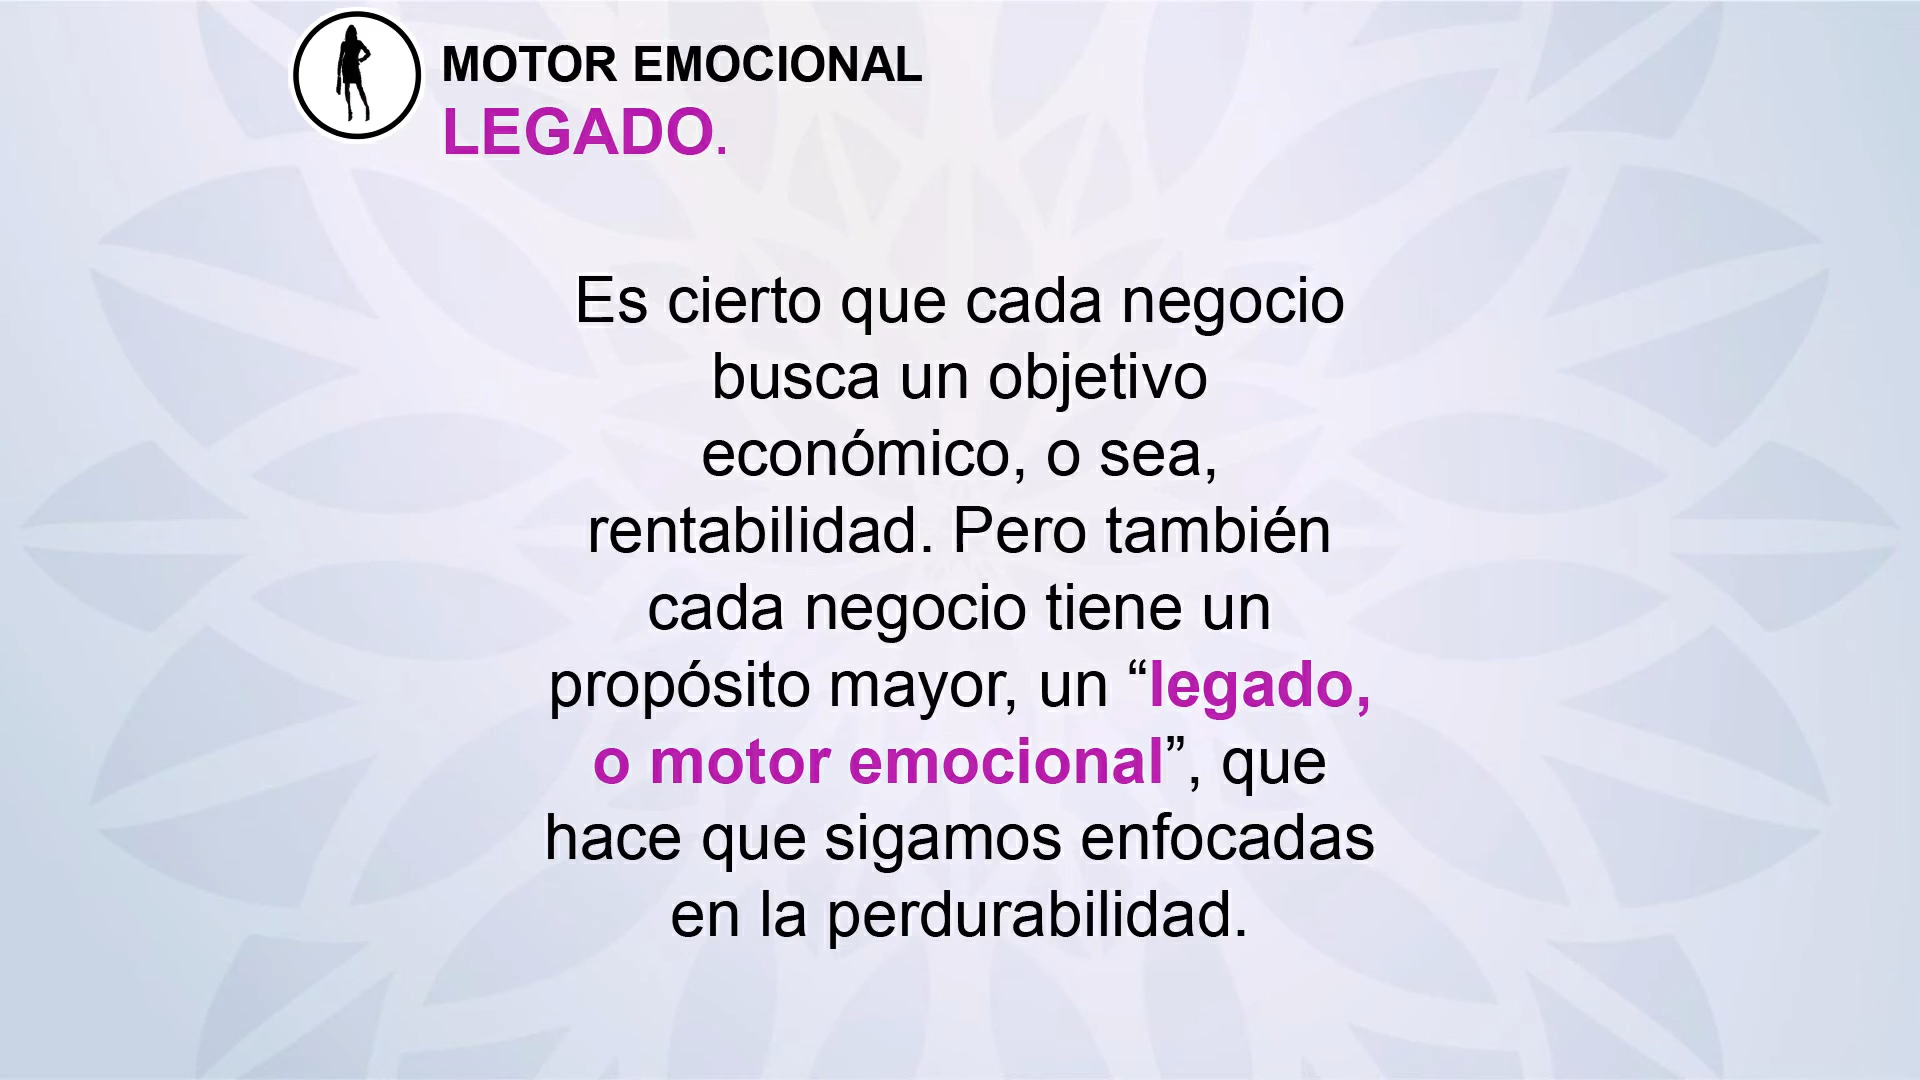 MOTOR EMOCIONAL
LEGADO.
Es cierto que cada negocio
busca un objetivo
económico, o sea,
rentabilidad. Pero también
cada negocio tiene un
propósito mayor, un “legado,
o motor emocional”, que
hace que sigamos enfocadas
en la perdurabilidad.